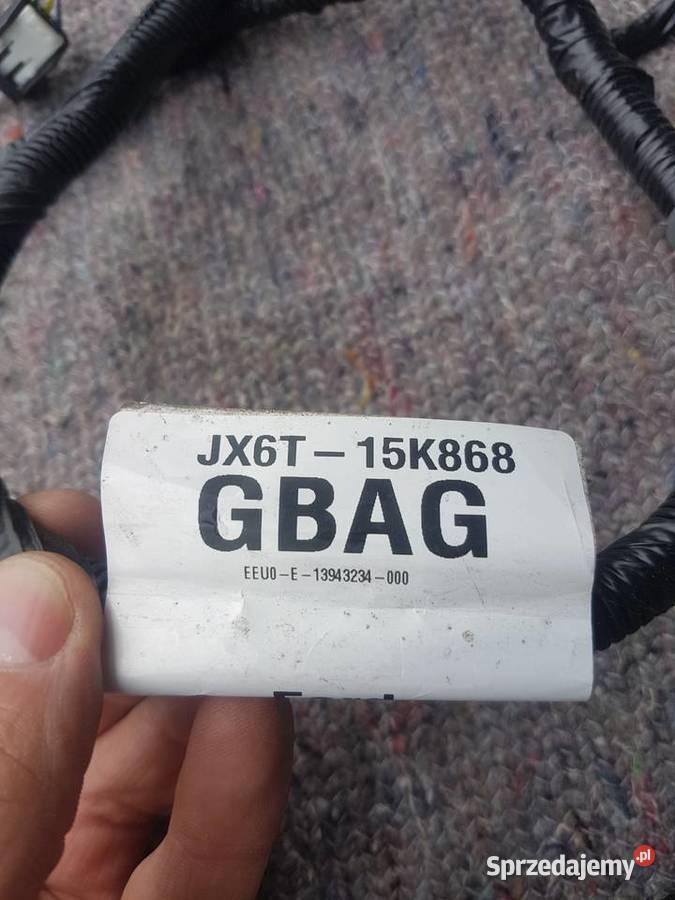 JX6T-15K868
GBAG
EEU0-E-13943234-000
Sprzedajemy.pl